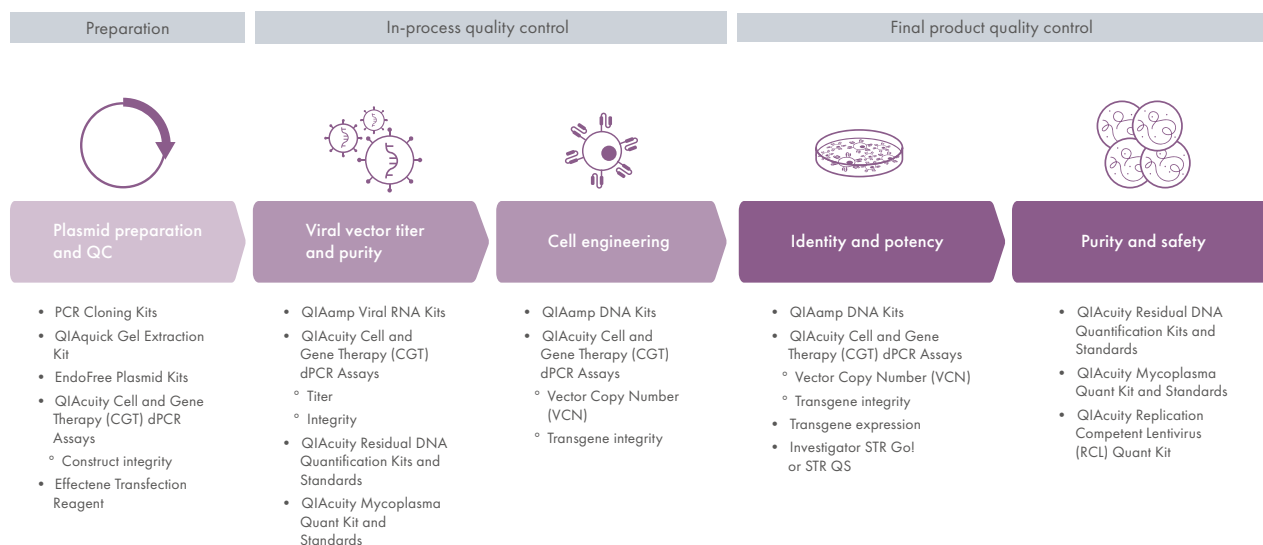 Preparation
In-process quality control
Final product quality control
Plasmid preparation
and QC
Viral vector titer
and purity
Cell engineering
Identity and potency
Purity and safety
• PCR Cloning Kits
• QIAquick Gel Extraction
Kit
• EndoFree Plasmid Kits
• QIAcuity Cell and Gene
Therapy (CGT) dPCR
Assays
° Construct integrity
• Effectene Transfection
Reagent
• QIAamp Viral RNA Kits
• QIAcuity Cell and
Gene Therapy (CGT)
dPCR Assays
° Titer
° Integrity
• QIAcuity Residual DNA
Quantification Kits and
Standards
• QIAcuity Mycoplasma
Quant Kit and
Standards
• QIAamp DNA Kits
• QIAcuity Cell and
Gene Therapy (CGT)
dPCR Assays
° Vector Copy Number
(VCN)
° Transgene integrity
• QIAamp DNA Kits
• QIAcuity Cell and Gene
Therapy (CGT) dPCR Assays
° Vector Copy Number (VCN)
° Transgene integrity
• Transgene expression
• Investigator STR Go!
or STR QS
• QIAcuity Residual DNA
Quantification Kits and
Standards
• QIAcuity Mycoplasma
Quant Kit and Standards
• QIAcuity Replication
Competent Lentivirus
(RCL) Quant Kit